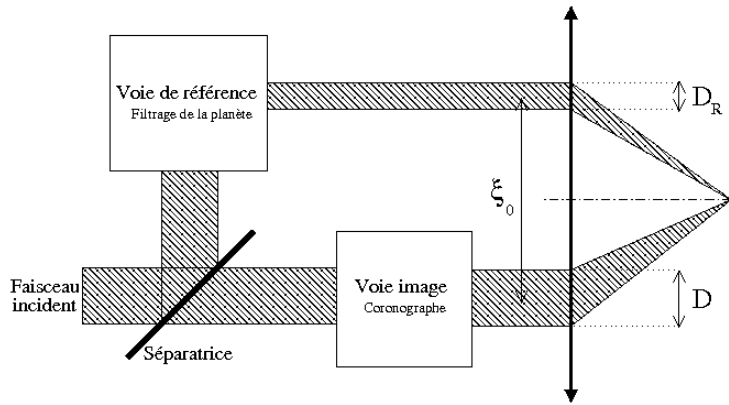 Voie de référence
Filtrage de la planète
D_R
ξ_0
Faisceau
incident
Voie image
Coronographe
D
Séparatrice